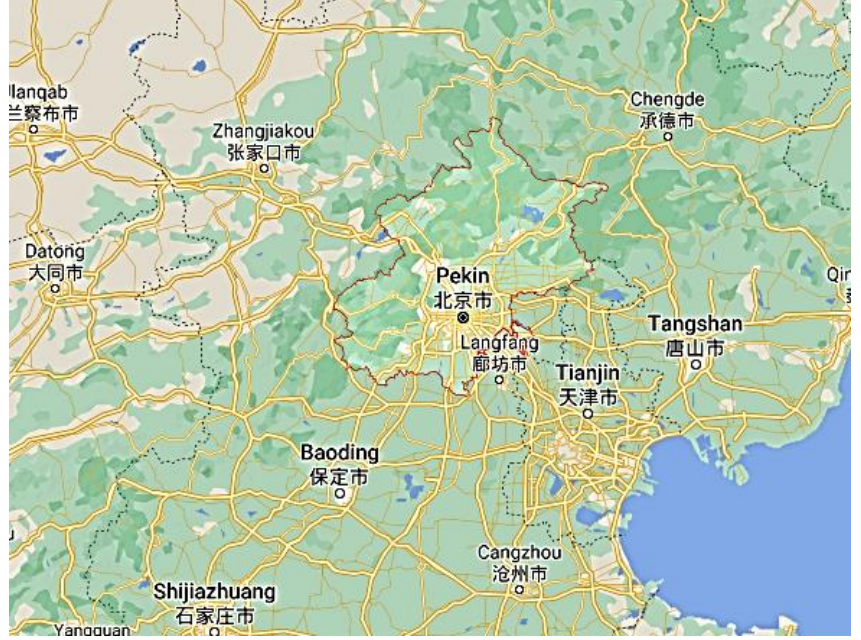 Jlanqab
兰察布市
Chengde
承德市
Zhangjiakou
张家口市
Datong
大同市
Pekin
北京市
Qin
Langfang
廊坊市
Tangshan
唐山市
Tianjin
天津市
Baoding
保定市
Cangzhou
沧州市
Shijiazhuang
石家庄市
Yangquan